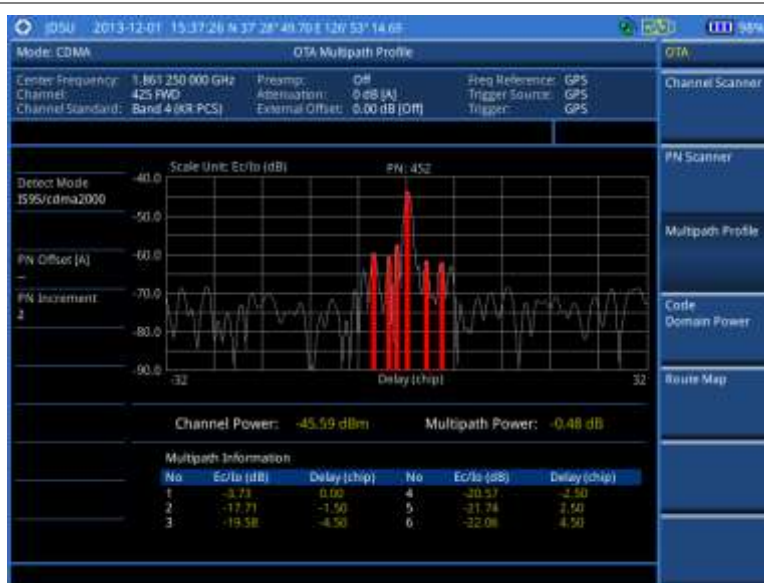 JDSU 2013-12-01 15:37:26 N 37° 28' 49.70 E 126° 53' 14.69 98%
Mode: CDMA OTA Multipath Profile OTA
Center Frequency: 1.861 250 000 GHz Preamp: Off Freq Reference: GPS
Channel: 425 FWD Attenuation: 0 dB [A] Trigger Source: GPS
Channel Standard: Band 4 (KR PCS) External Offset: 0.00 dB [Off] Trigger: GPS
Channel Scanner
PN Scanner
Multipath Profile
Code
Domain Power
Route Map
Detect Mode
IS95/cdma2000
PN Offset [A]
--
PN Increment
2
Scale Unit: Ec/Io (dB) PN: 452
-40.0
-50.0
-60.0
-70.0
-80.0
-90.0
-32 Delay (chip) 32
Channel Power: -45.59 dBm Multipath Power: -0.48 dB
Multipath Information
No Ec/Io (dB) Delay (chip) No Ec/Io (dB) Delay (chip)
1 -3.73 0.00 4 -20.57 -2.50
2 -17.71 -1.50 5 -21.74 2.50
3 -19.58 -4.50 6 -22.06 4.50